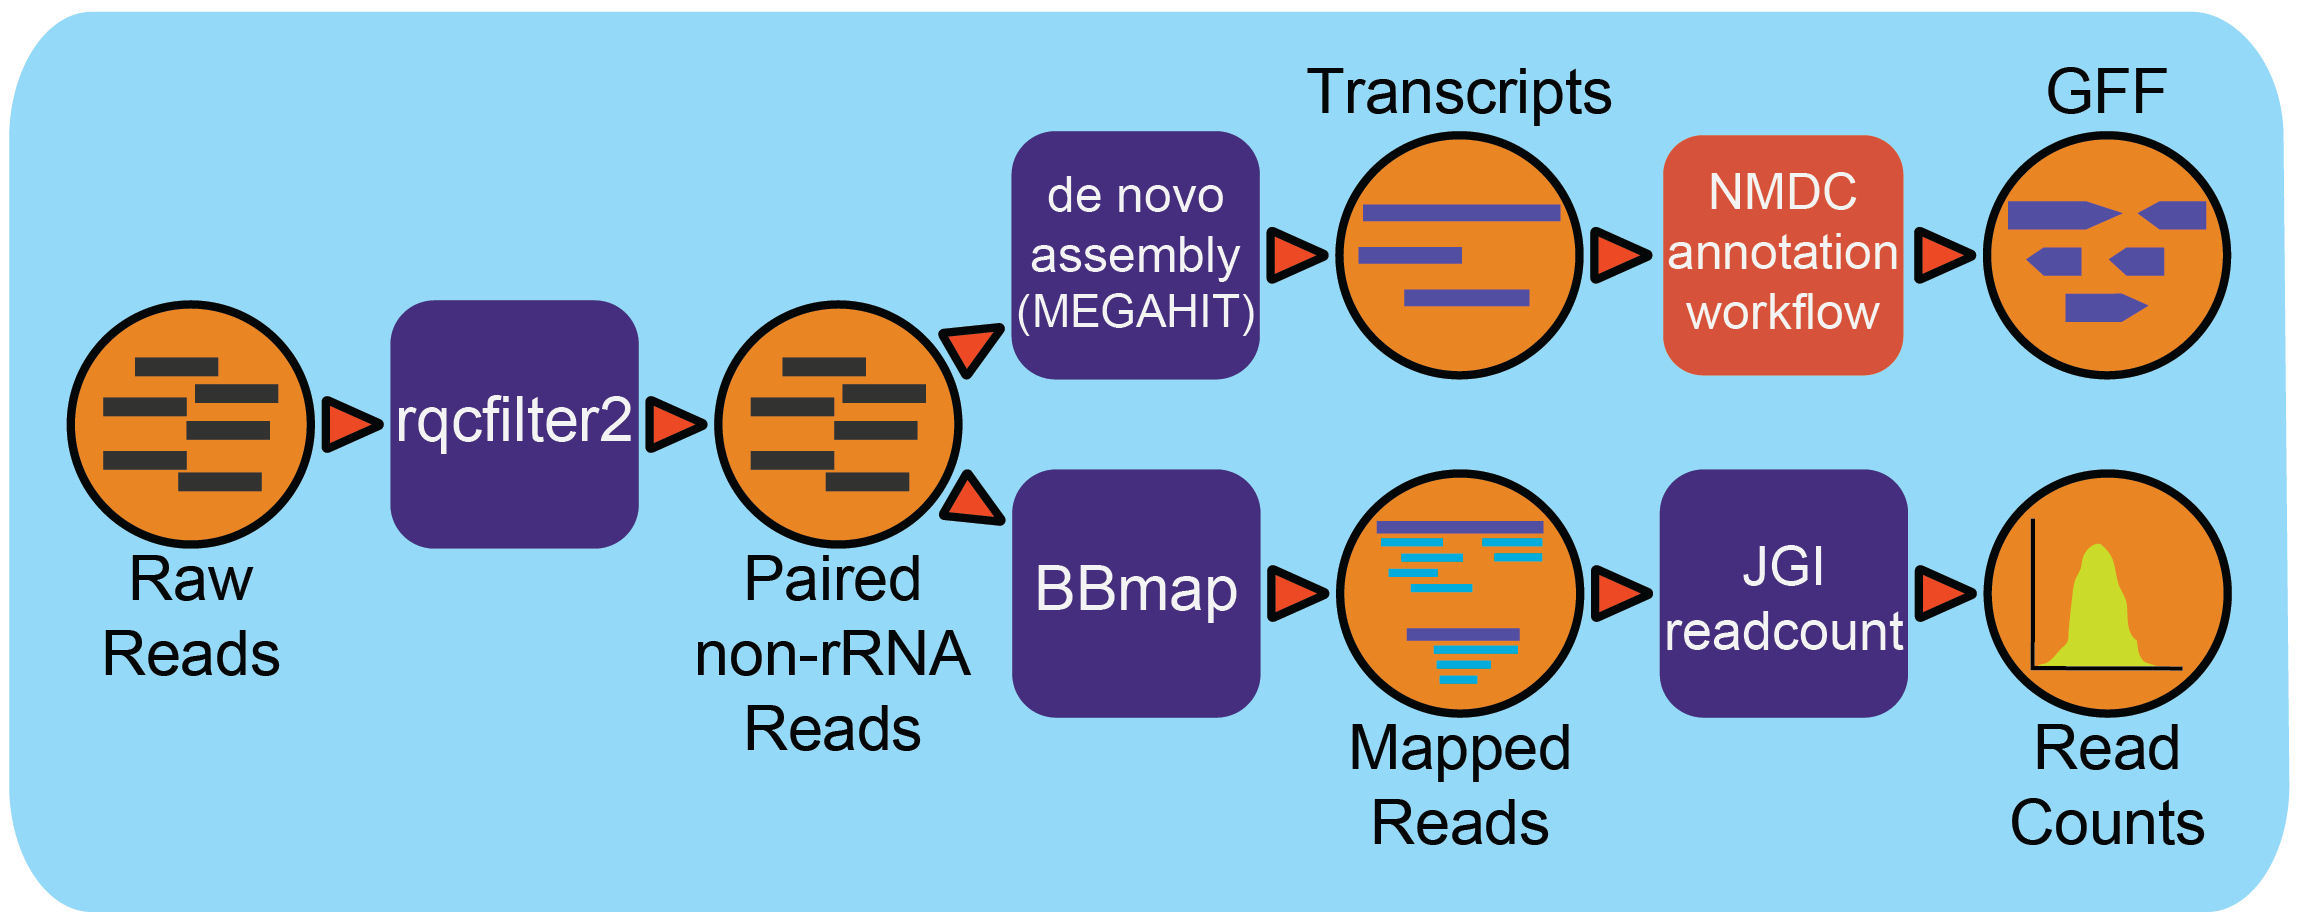 Raw
Reads
rqcfilter2
Paired
non-rRNA
Reads
de novo
assembly
(MEGAHIT)
Transcripts
NMDC
annotation
workflow
GFF
BBmap
Mapped
Reads
JGI
readcount
Read
Counts